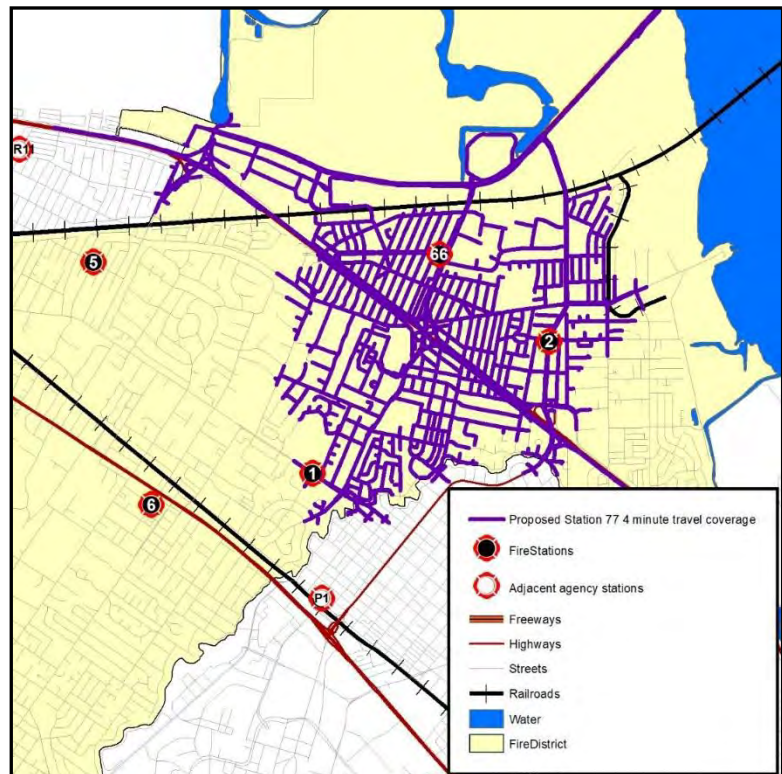 R11
5
66
2
1
6
P1
Proposed Station 77 4 minute travel coverage
FireStations
Adjacent agency stations
Freeways
Highways
Streets
Railroads
Water
FireDistrict